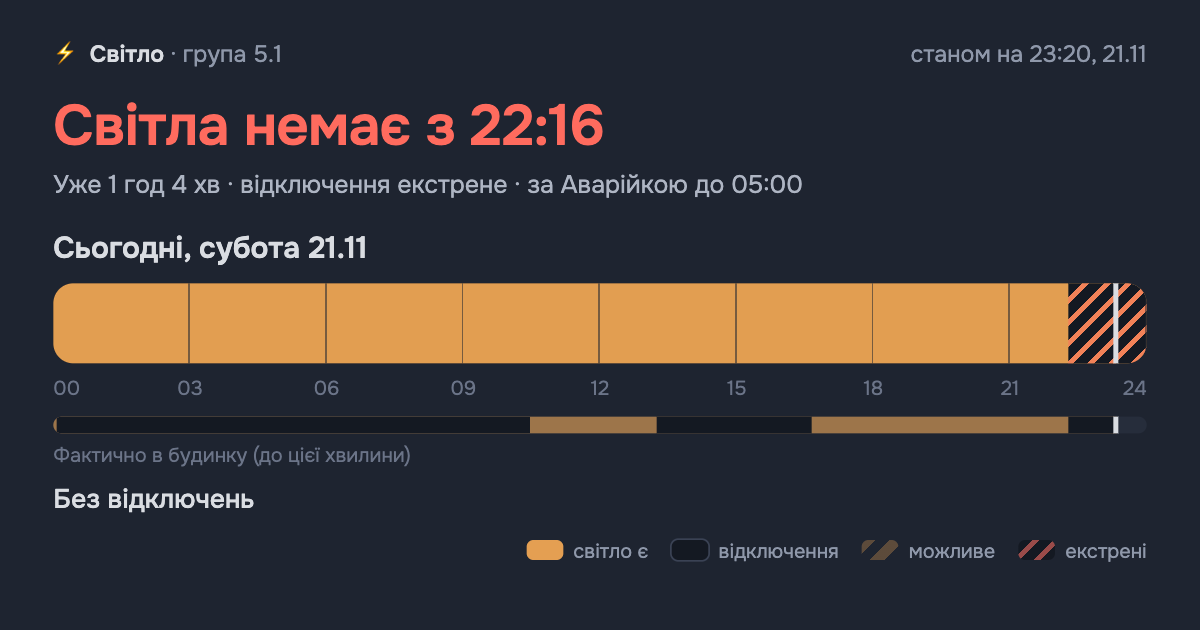 ⚡ Світло · група 5.1
станом на 23:20, 21.11
Світла немає з 22:16
Уже 1 год 4 хв · відключення екстрене · за Аварійкою до 05:00
Сьогодні, субота 21.11
00 03 06 09 12 15 18 21 24
Фактично в будинку (до цієї хвилини)
Без відключень
світло є відключення можливе екстрені